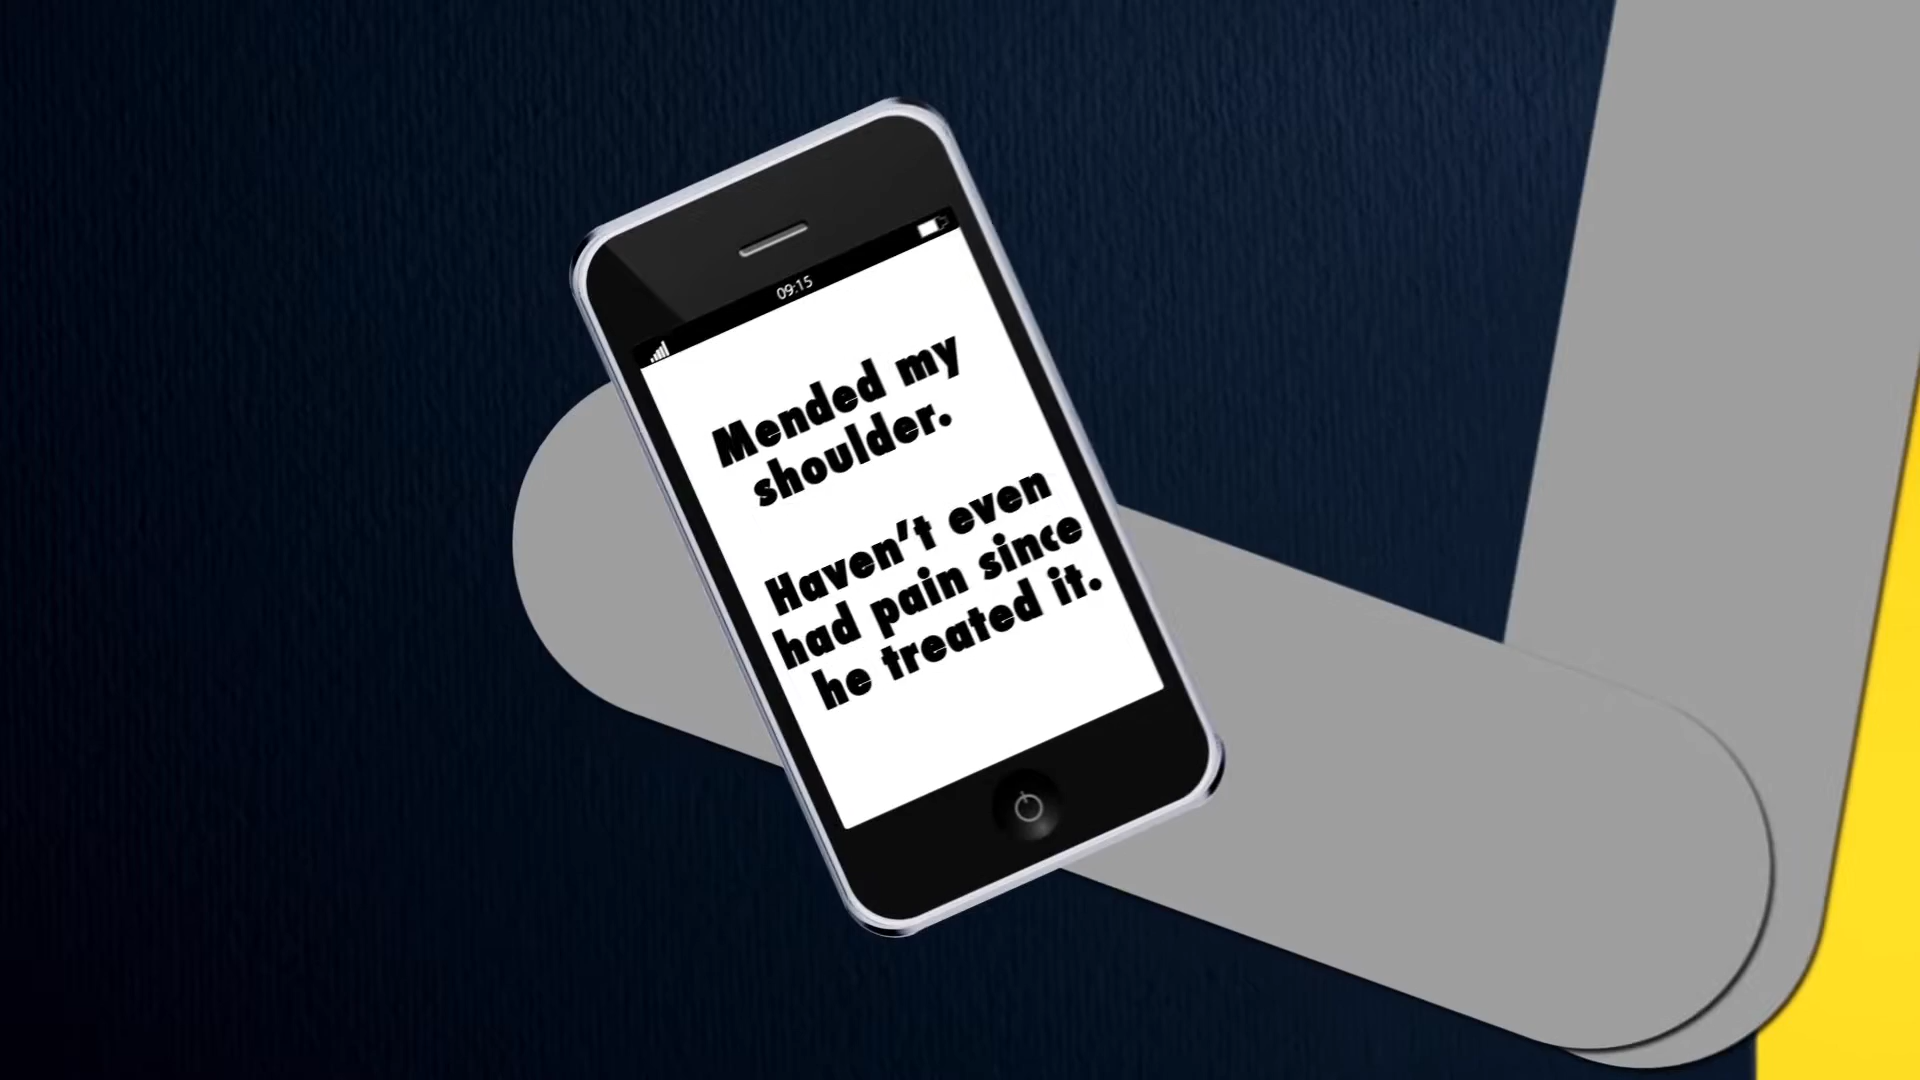 09:15
Mended my
shoulder.
Haven't even
had pain since
he treated it.